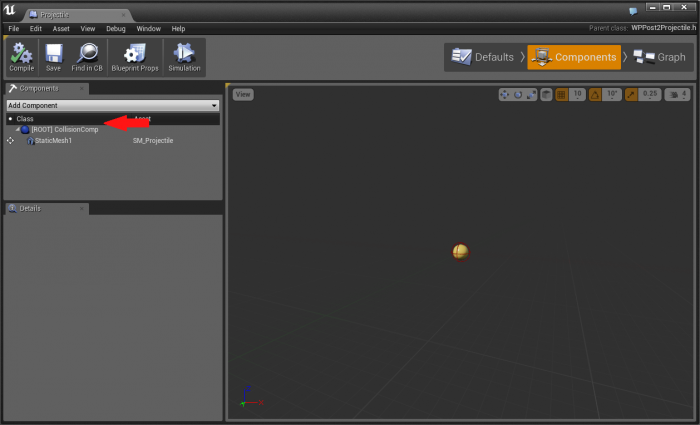 Projectile
File Edit Asset View Debug Window Help
Parent class: WPPost2Projectile.h
Compile Save Find in CB Blueprint Props Simulation
Defaults Components Graph
Components
Add Component
Class Asset
[ROOT] CollisionComp
StaticMesh1 SM_Projectile
Details
View
10 10° 0.25 4
Z